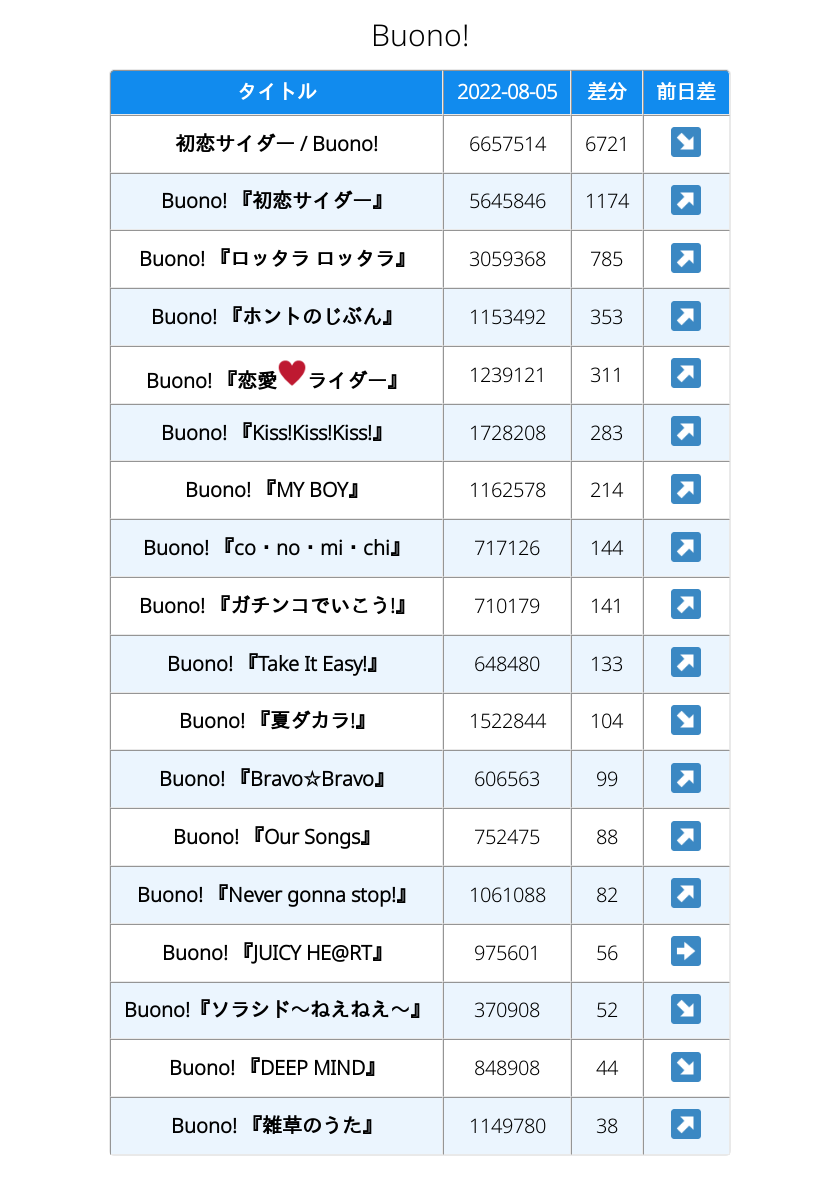 Buono!
タイトル 2022-08-05 差分 前日差
初恋サイダー / Buono! 6657514 6721 ↘
Buono! 『初恋サイダー』 5645846 1174 ↗
Buono! 『ロッタラ ロッタラ』 3059368 785 ↗
Buono! 『ホントのじぶん』 1153492 353 ↗
Buono! 『恋愛♥ライダー』 1239121 311 ↗
Buono! 『Kiss!Kiss!Kiss!』 1728208 283 ↗
Buono! 『MY BOY』 1162578 214 ↗
Buono! 『co・no・mi・chi』 717126 144 ↗
Buono! 『ガチンコでいこう!』 710179 141 ↗
Buono! 『Take It Easy!』 648480 133 ↗
Buono! 『夏ダカラ!』 1522844 104 ↘
Buono! 『Bravo☆Bravo』 606563 99 ↗
Buono! 『Our Songs』 752475 88 ↗
Buono! 『Never gonna stop!』 1061088 82 ↗
Buono! 『JUICY HE@RT』 975601 56 ➡
Buono!『ソラシド〜ねえねえ〜』 370908 52 ↘
Buono! 『DEEP MIND』 848908 44 ↘
Buono! 『雑草のうた』 1149780 38 ↗